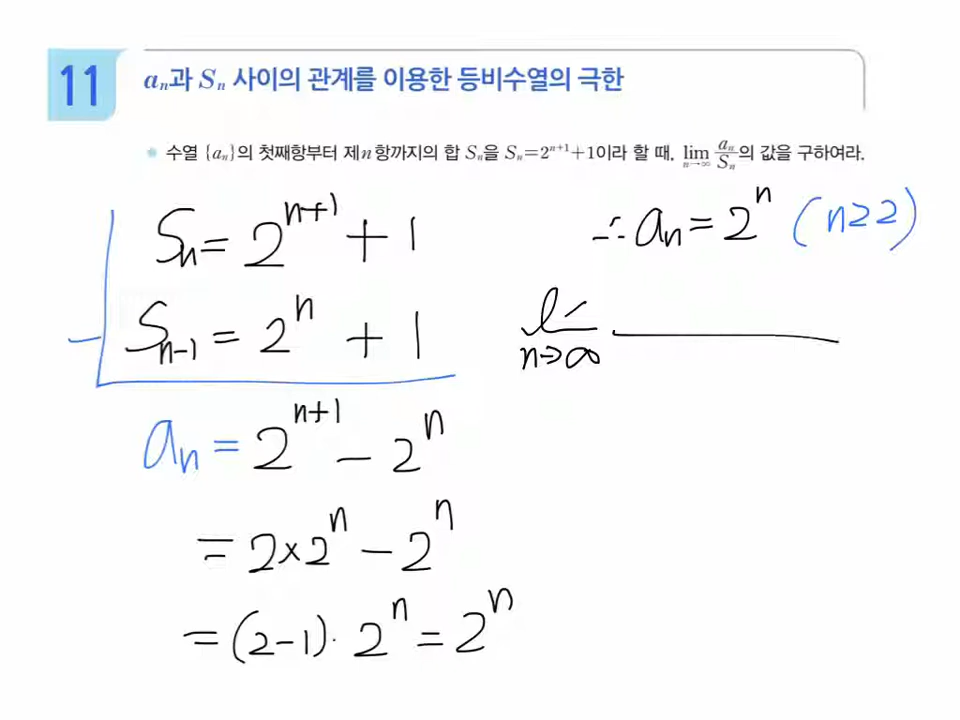 11 aₙ과 Sₙ 사이의 관계를 이용한 등비수열의 극한
수열 {aₙ}의 첫째항부터 제n항까지의 합 Sₙ을 Sₙ=2ⁿ⁺¹+1이라 할 때, lim n→∞ aₙ/Sₙ의 값을 구하여라.
Sₙ = 2ⁿ⁺¹ + 1
Sₙ₋₁ = 2ⁿ + 1
aₙ = 2ⁿ⁺¹ − 2ⁿ
= 2×2ⁿ − 2ⁿ
= (2−1)· 2ⁿ = 2ⁿ
∴ aₙ = 2ⁿ (n≥2)
n→∞